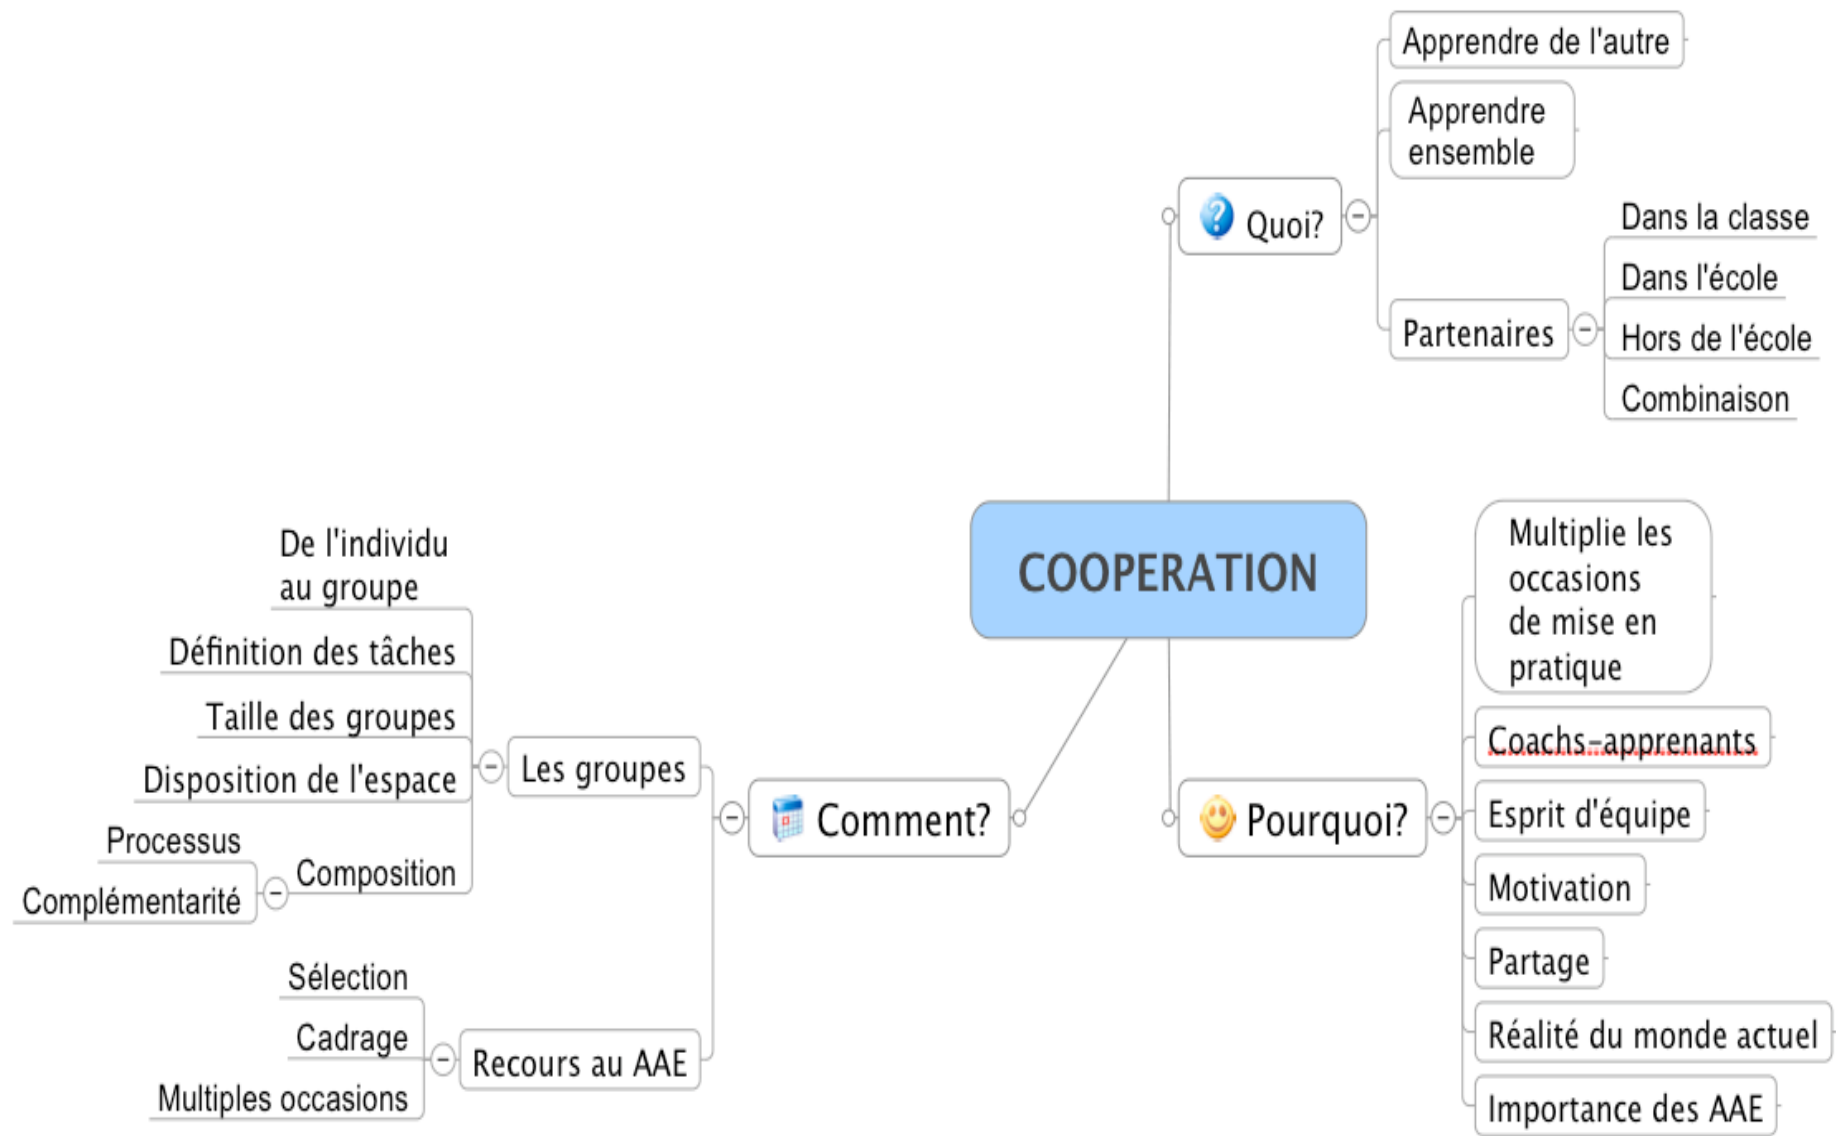 Apprendre de l'autre
Apprendre
ensemble
Quoi?
Dans la classe
Dans l'école
Partenaires
Hors de l'école
Combinaison
COOPERATION
De l'individu
au groupe
Définition des tâches
Taille des groupes
Disposition de l'espace
Les groupes
Processus
Composition
Complémentarité
Comment?
Sélection
Cadrage
Recours au AAE
Multiples occasions
Pourquoi?
Multiplie les
occasions
de mise en
pratique
Coachs-apprenants
Esprit d'équipe
Motivation
Partage
Réalité du monde actuel
Importance des AAE